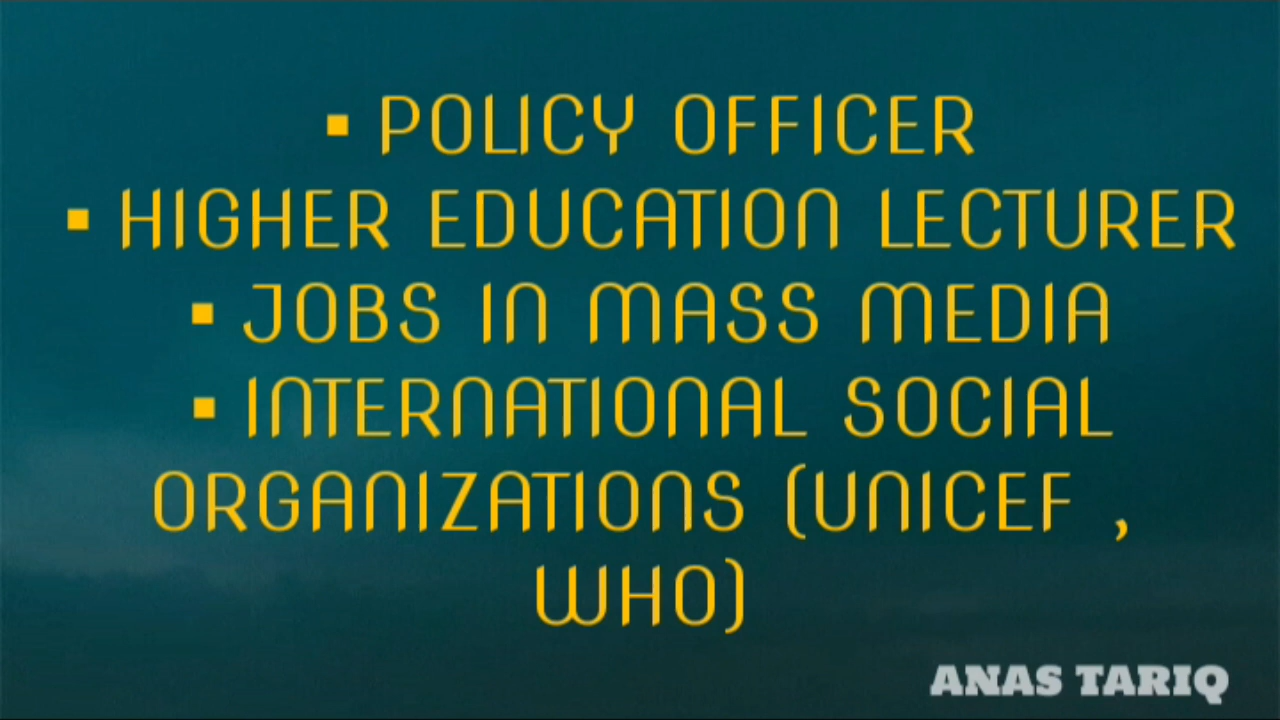 ▪ POLICY OFFICER
▪ HIGHER EDUCATION LECTURER
▪ JOBS IN MASS MEDIA
▪ INTERNATIONAL SOCIAL
ORGANIZATIONS (UNICEF ,
WHO)
ANAS TARIQ